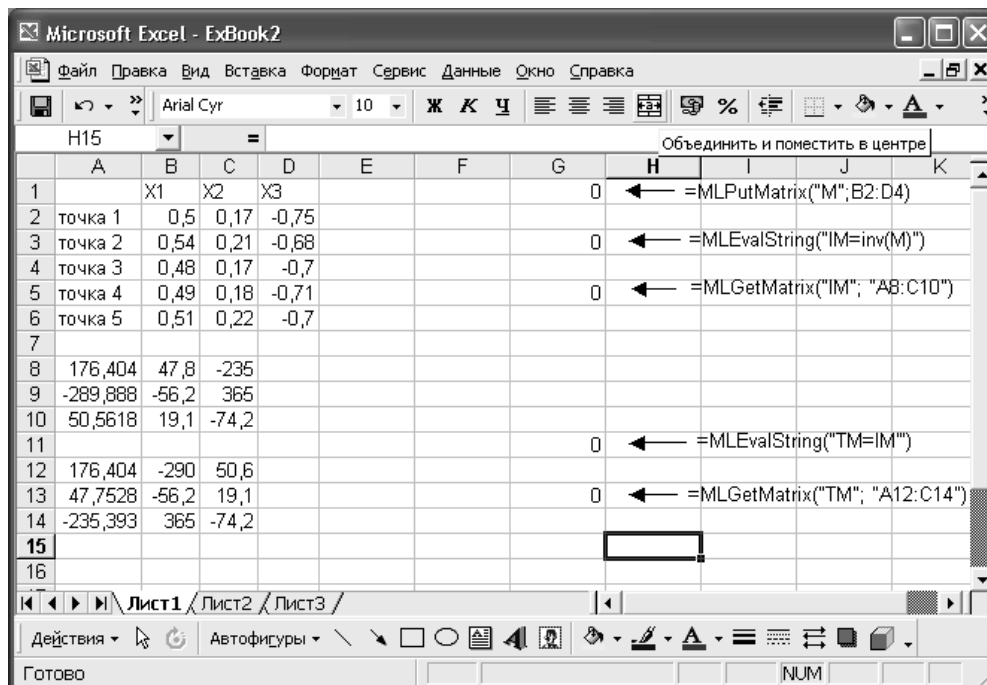 Microsoft Excel - ExBook2
Файл Правка Вид Вставка Формат Сервис Данные Окно Справка
Arial Cyr 10 Ж К Ч %
H15 =
Объединить и поместить в центре
A B C D E F G H I J K
1 X1 X2 X3 0 =MLPutMatrix("M";B2:D4)
2 точка 1 0,5 0,17 -0,75
3 точка 2 0,54 0,21 -0,68 0 =MLEvalString("IM=inv(M)")
4 точка 3 0,48 0,17 -0,7
5 точка 4 0,49 0,18 -0,71 0 =MLGetMatrix("IM"; "A8:C10")
6 точка 5 0,51 0,22 -0,7
7
8 176,404 47,8 -235
9 -289,888 -56,2 365
10 50,5618 19,1 -74,2
11 0 =MLEvalString("TM=IM'")
12 176,404 -290 50,6
13 47,7528 -56,2 19,1 0 =MLGetMatrix("TM"; "A12:C14")
14 -235,393 365 -74,2
15
16
Лист1 Лист2 Лист3
Действия Автофигуры
Готово NUM